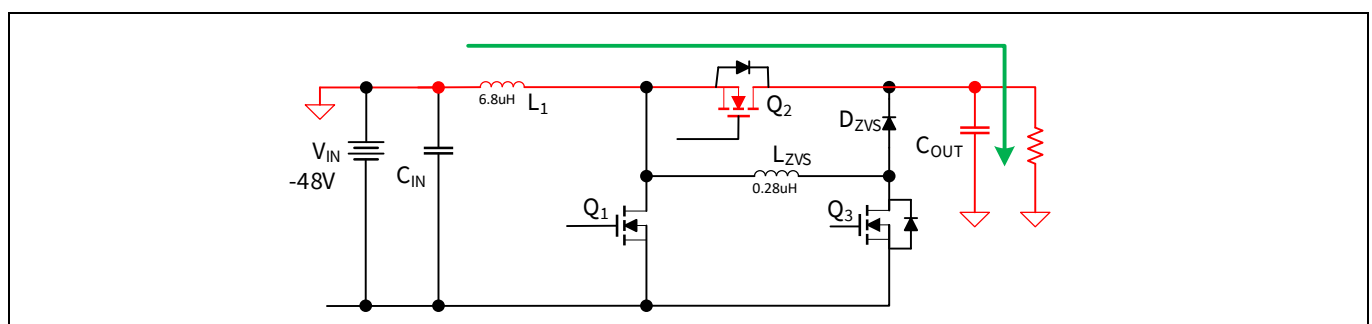 6.8uH
L1
Q2
DZVS
COUT
VIN
-48V
CIN
LZVS
0.28uH
Q1
Q3